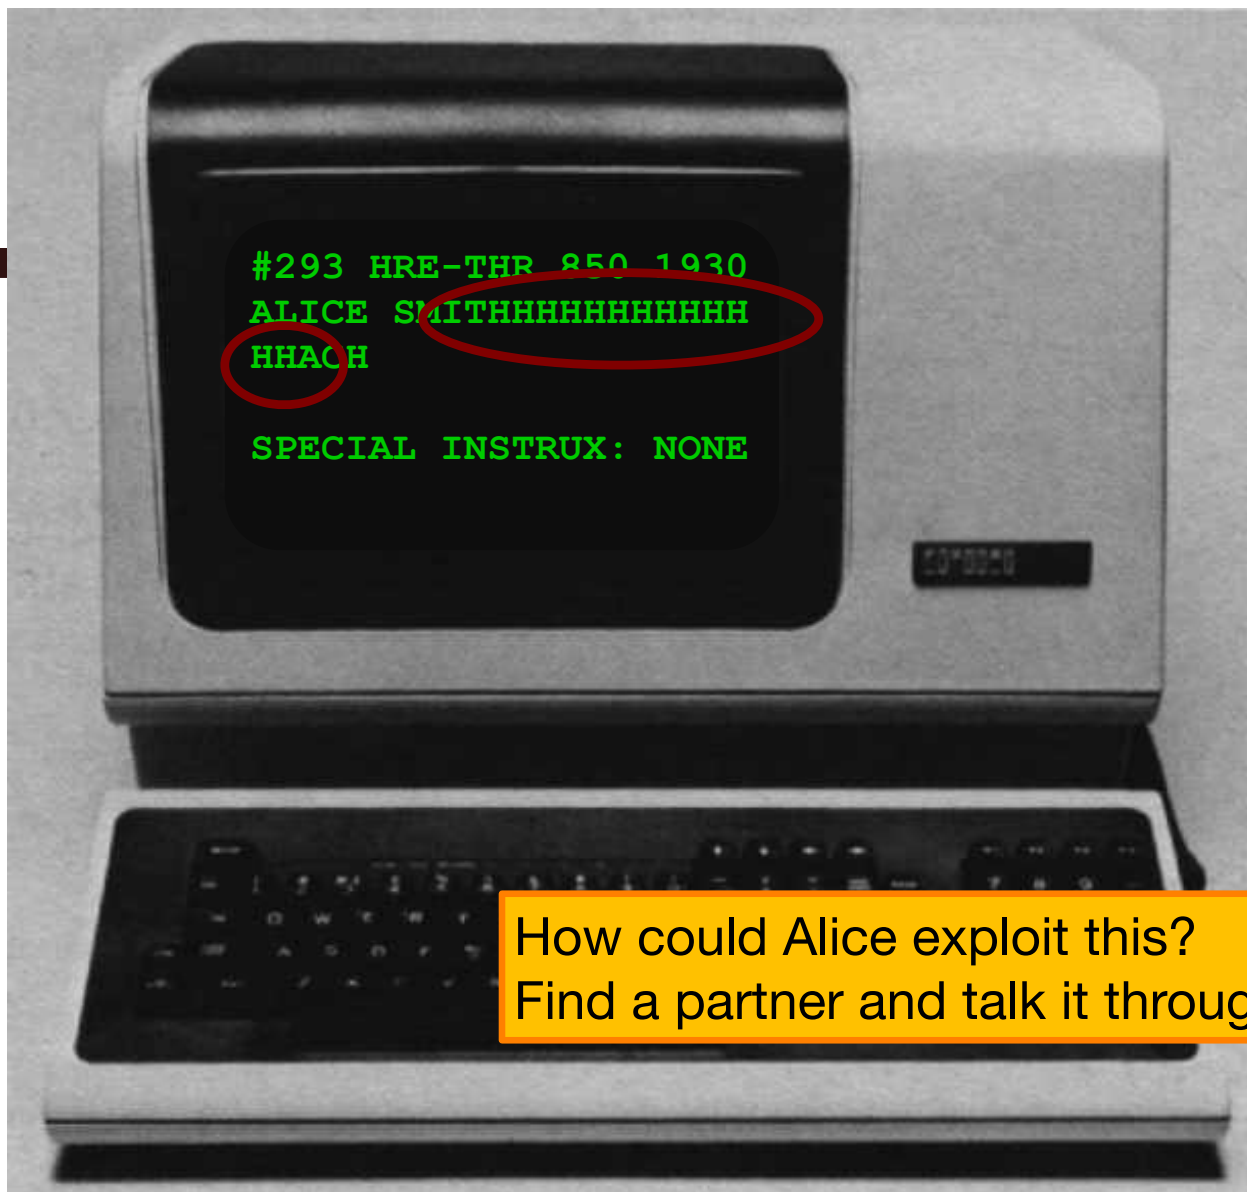 #293 HRE-THR 850 1930
ALICE SMITHHHHHHHHHHH
HHACH
SPECIAL INSTRUX: NONE
How could Alice exploit this?
Find a partner and talk it throug